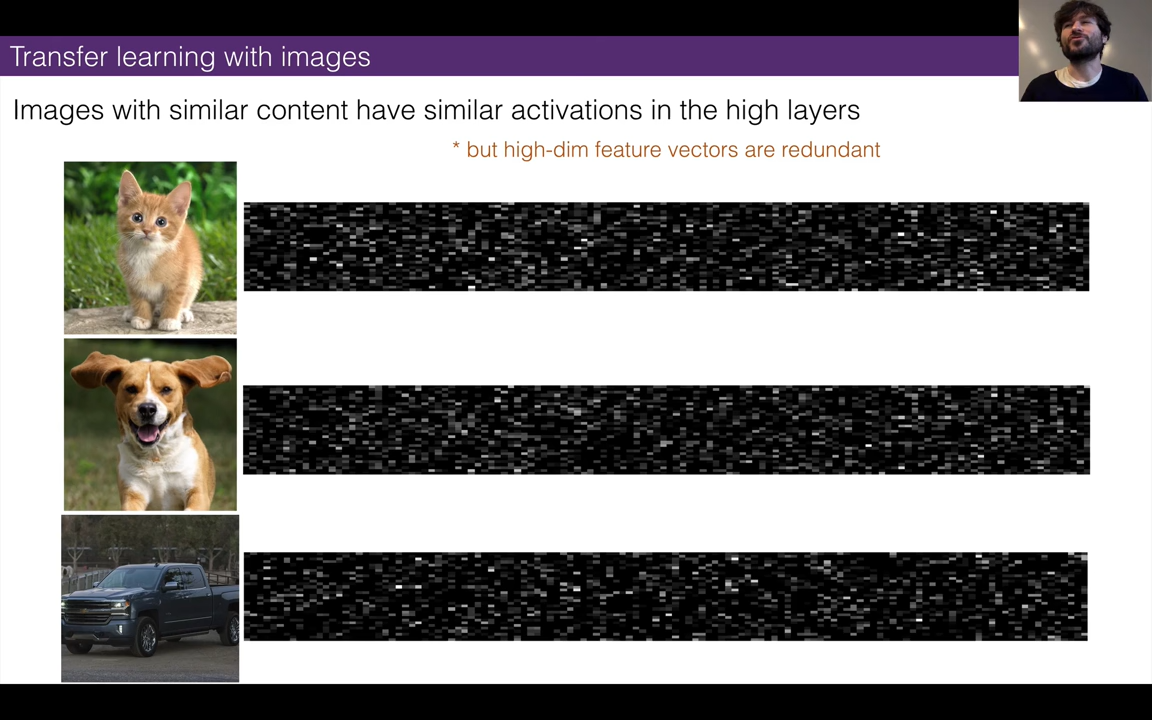 Transfer learning with images
Images with similar content have similar activations in the high layers
* but high-dim feature vectors are redundant